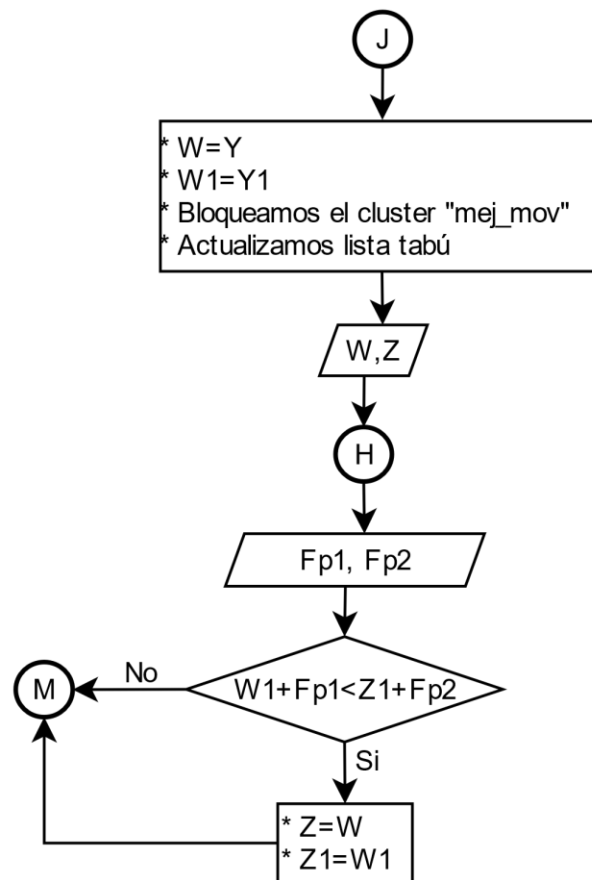 J
* W=Y
* W1=Y1
* Bloqueamos el cluster "mej_mov"
* Actualizamos lista tabú
W,Z
H
Fp1, Fp2
W1+Fp1<Z1+Fp2
No
M
Si
* Z=W
* Z1=W1